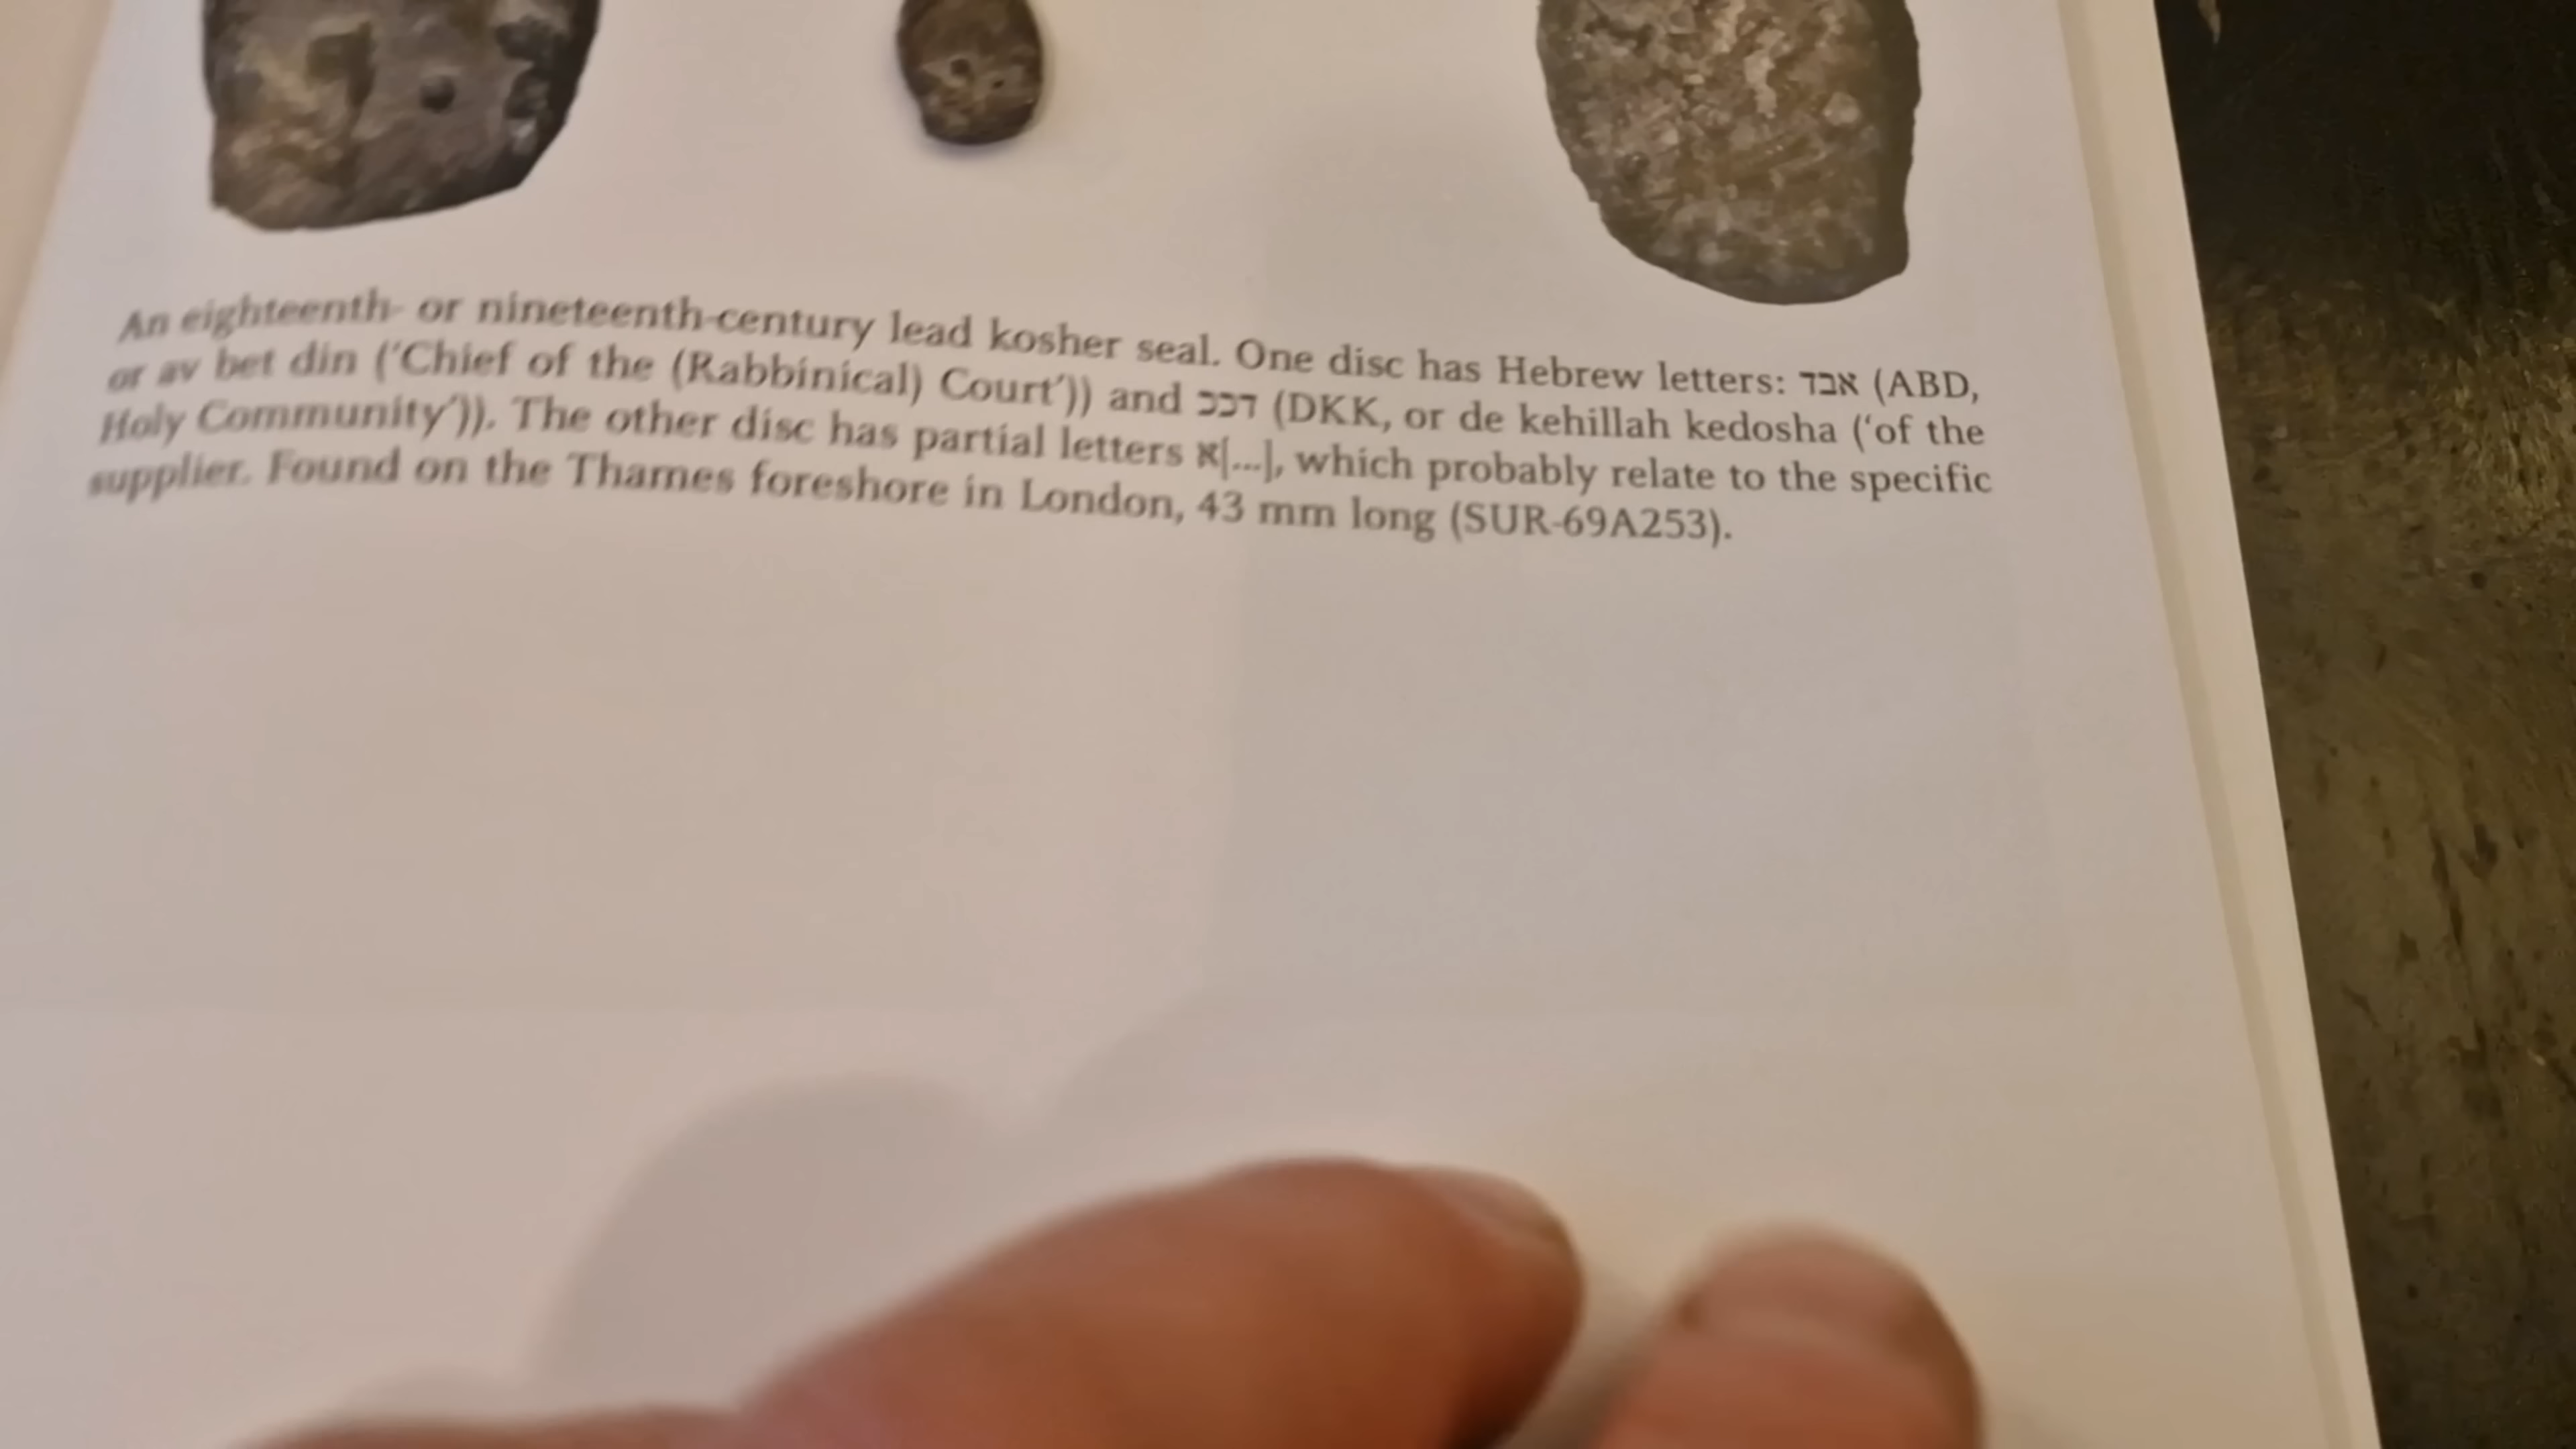 An eighteenth- or nineteenth-century lead kosher seal. One disc has Hebrew letters: אבד (ABD,
or av bet din ('Chief of the (Rabbinical) Court')) and דככ (DKK, or de kehillah kedosha ('of the
Holy Community')). The other disc has partial letters א[...], which probably relate to the specific
supplier. Found on the Thames foreshore in London, 43 mm long (SUR-69A253).